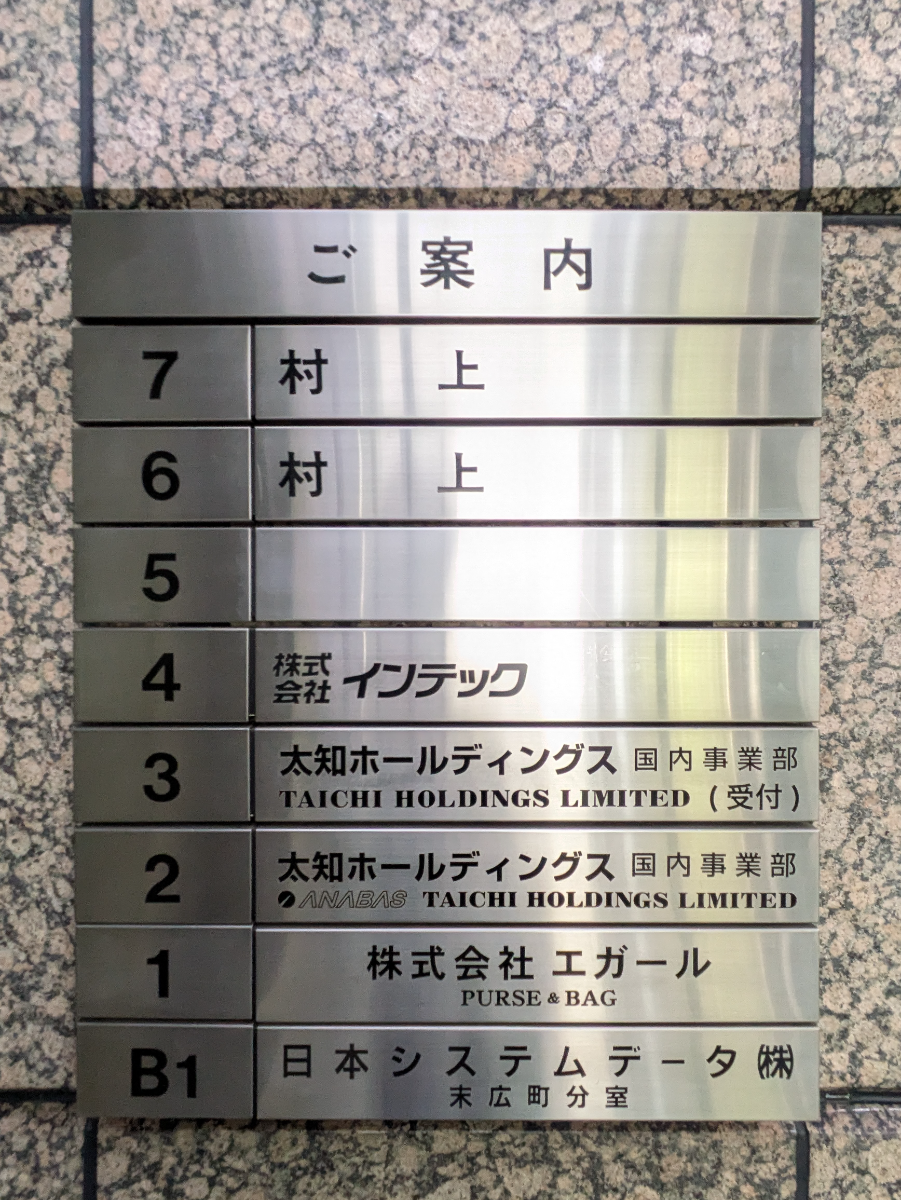 ご案内
7 村上
6 村上
5
4 株式会社 インテック
3 太知ホールディングス 国内事業部
TAICHI HOLDINGS LIMITED (受付)
2 太知ホールディングス 国内事業部
ANABAS TAICHI HOLDINGS LIMITED
1 株式会社 エガール
PURSE & BAG
B1 日本システムデータ㈱
末広町分室